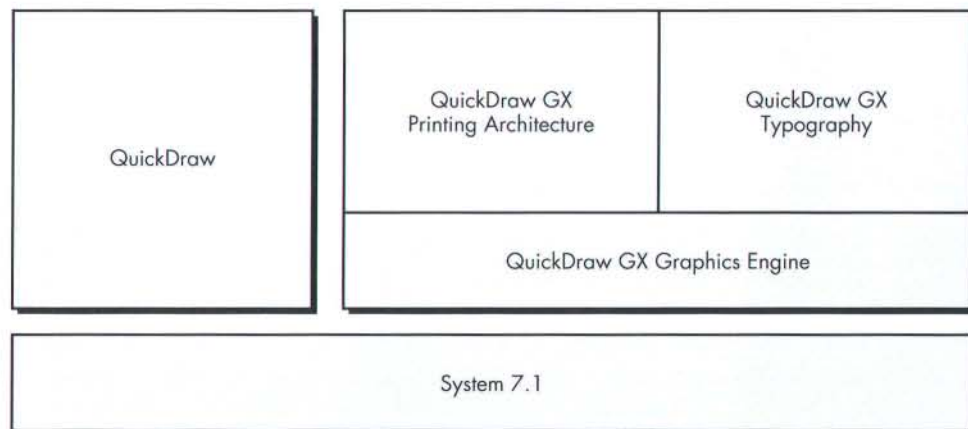 QuickDraw
QuickDraw GX
Printing Architecture
QuickDraw GX
Typography
QuickDraw GX Graphics Engine
System 7.1